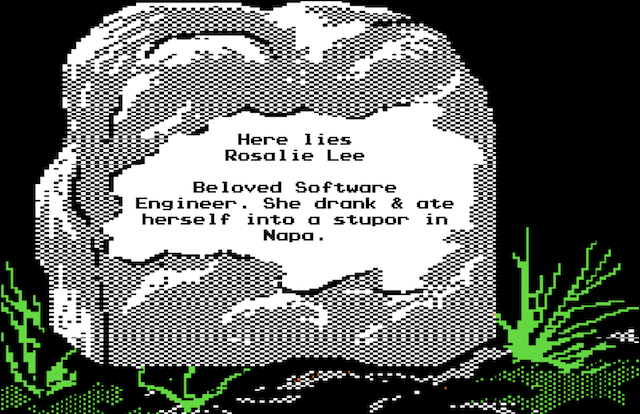 Here lies
Rosalie Lee
Beloved Software
Engineer. She drank & ate
herself into a stupor in
Napa.